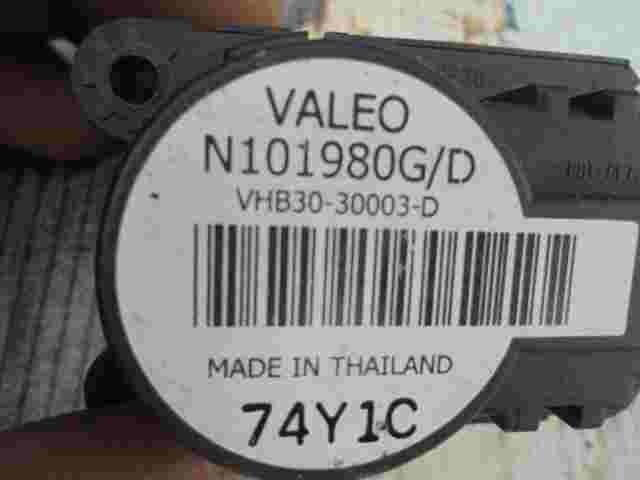 VALEO
N101980G/D
VHB30-30003-D
MADE IN THAILAND
74Y1C